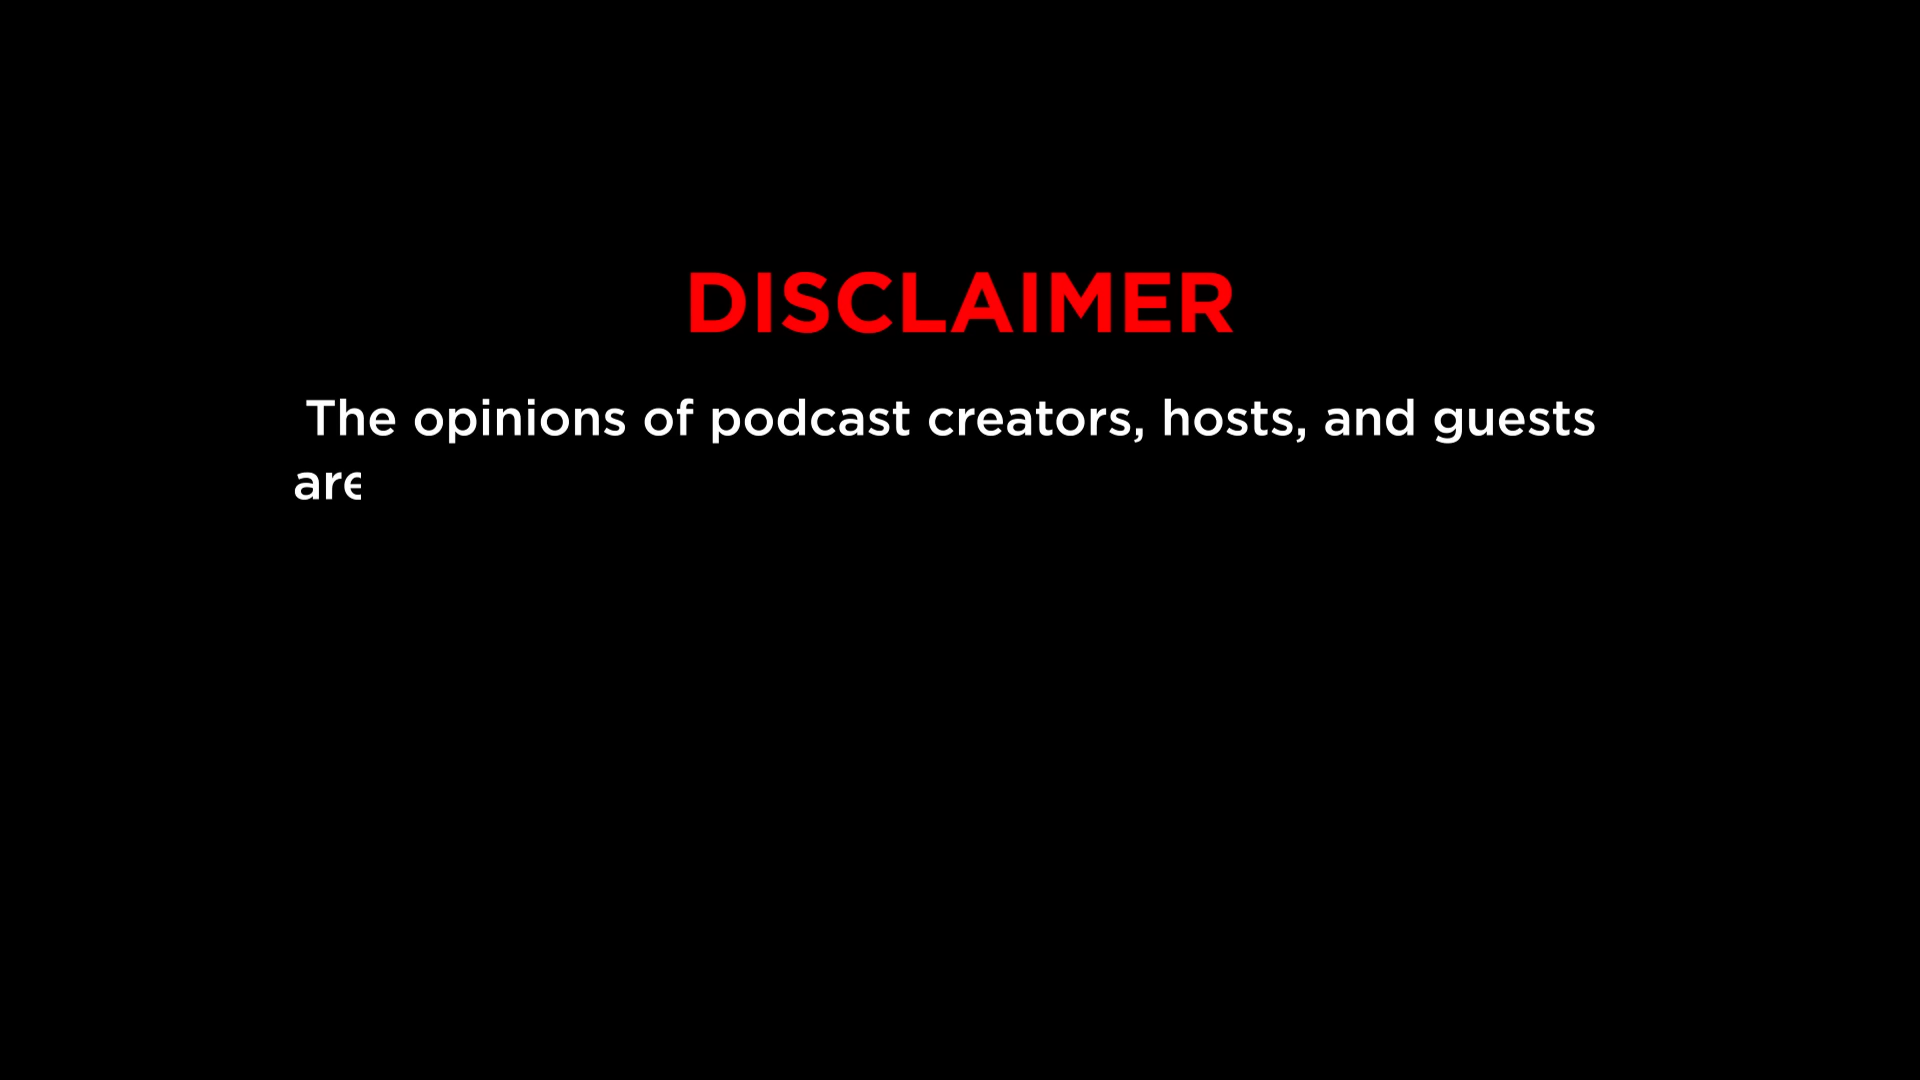 DISCLAIMER
The opinions of podcast creators, hosts, and guests
are